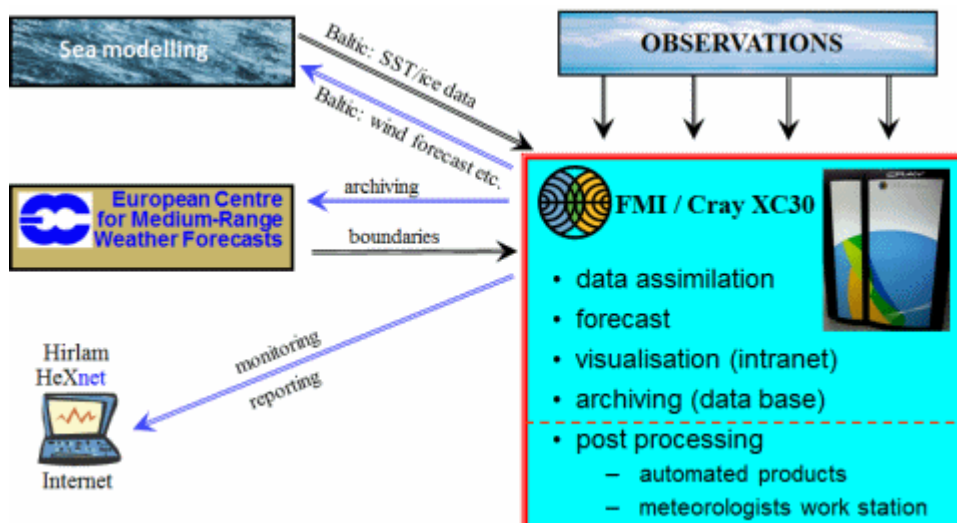 Sea modelling
OBSERVATIONS
Baltic: SST/ice data
Baltic: wind forecast etc.
European Centre
for Medium-Range
Weather Forecasts
archiving
boundaries
CRAY
FMI / Cray XC30
• data assimilation
• forecast
• visualisation (intranet)
• archiving (data base)
• post processing
– automated products
– meteorologists work station
monitoring
reporting
Hirlam
HeXnet
Internet